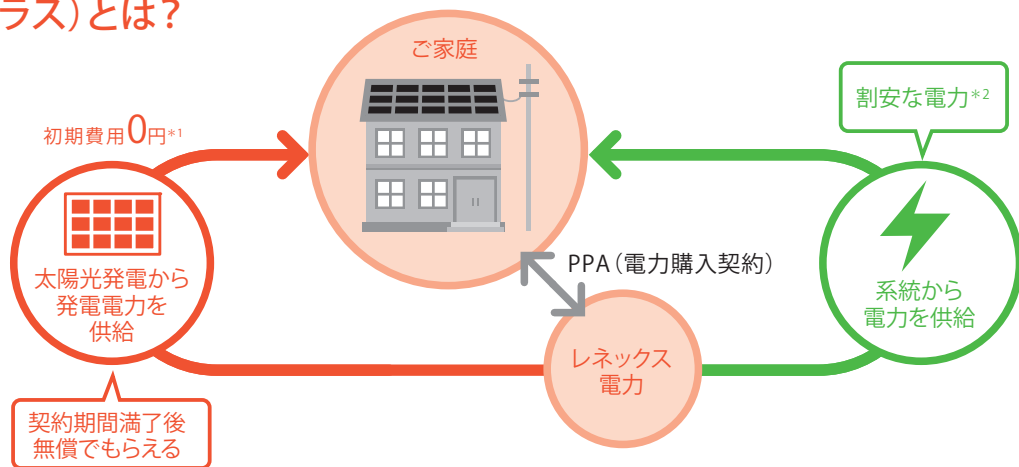 ラス）とは？
ご家庭
割安な電力*2
初期費用0円*1
太陽光発電から
発電電力を
供給
PPA（電力購入契約）
系統から
電力を供給
レネックス
電力
契約期間満了後
無償でもらえる